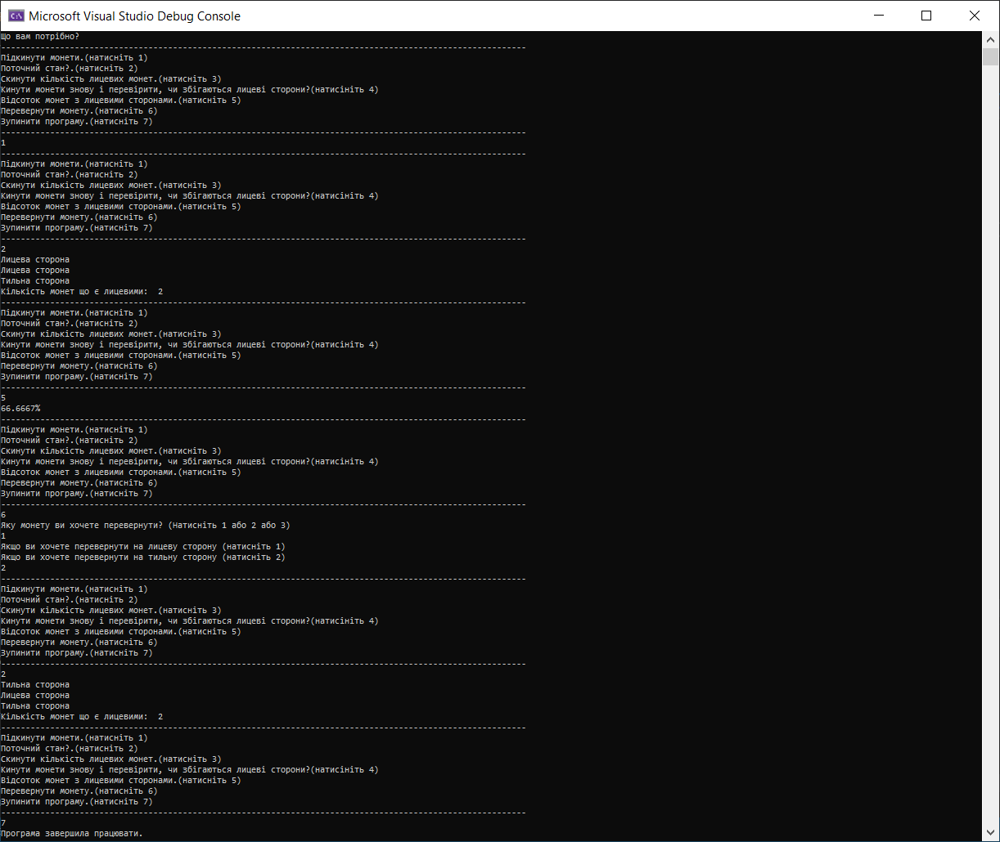 Microsoft Visual Studio Debug Console
Що вам потрібно?
-----------------------------------------------------------------------------------------------------------
Підкинути монети.(натисніть 1)
Поточний стан?.(натисніть 2)
Скинути кількість лицевих монет.(натисніть 3)
Кинути монети знову і перевірити, чи збігаються лицеві сторони?(натисініть 4)
Відсоток монет з лицевими сторонами.(натисніть 5)
Перевернути монету.(натисніть 6)
Зупинити програму.(натисніть 7)
-----------------------------------------------------------------------------------------------------------
1
-----------------------------------------------------------------------------------------------------------
Підкинути монети.(натисніть 1)
Поточний стан?.(натисніть 2)
Скинути кількість лицевих монет.(натисніть 3)
Кинути монети знову і перевірити, чи збігаються лицеві сторони?(натисініть 4)
Відсоток монет з лицевими сторонами.(натисніть 5)
Перевернути монету.(натисніть 6)
Зупинити програму.(натисніть 7)
-----------------------------------------------------------------------------------------------------------
2
Лицева сторона
Лицева сторона
Тильна сторона
Кількість монет що є лицевими:  2
-----------------------------------------------------------------------------------------------------------
Підкинути монети.(натисніть 1)
Поточний стан?.(натисніть 2)
Скинути кількість лицевих монет.(натисніть 3)
Кинути монети знову і перевірити, чи збігаються лицеві сторони?(натисініть 4)
Відсоток монет з лицевими сторонами.(натисніть 5)
Перевернути монету.(натисніть 6)
Зупинити програму.(натисніть 7)
-----------------------------------------------------------------------------------------------------------
5
66.6667%
-----------------------------------------------------------------------------------------------------------
Підкинути монети.(натисніть 1)
Поточний стан?.(натисніть 2)
Скинути кількість лицевих монет.(натисніть 3)
Кинути монети знову і перевірити, чи збігаються лицеві сторони?(натисініть 4)
Відсоток монет з лицевими сторонами.(натисніть 5)
Перевернути монету.(натисніть 6)
Зупинити програму.(натисніть 7)
-----------------------------------------------------------------------------------------------------------
6
Яку монету ви хочете перевернути? (Натисніть 1 або 2 або 3)
1
Якщо ви хочете перевернути на лицеву сторону (натисніть 1)
Якщо ви хочете перевернути на тильну сторону (натисніть 2)
2
-----------------------------------------------------------------------------------------------------------
Підкинути монети.(натисніть 1)
Поточний стан?.(натисніть 2)
Скинути кількість лицевих монет.(натисніть 3)
Кинути монети знову і перевірити, чи збігаються лицеві сторони?(натисініть 4)
Відсоток монет з лицевими сторонами.(натисніть 5)
Перевернути монету.(натисніть 6)
Зупинити програму.(натисніть 7)
-----------------------------------------------------------------------------------------------------------
2
Тильна сторона
Лицева сторона
Тильна сторона
Кількість монет що є лицевими:  2
-----------------------------------------------------------------------------------------------------------
Підкинути монети.(натисніть 1)
Поточний стан?.(натисніть 2)
Скинути кількість лицевих монет.(натисніть 3)
Кинути монети знову і перевірити, чи збігаються лицеві сторони?(натисініть 4)
Відсоток монет з лицевими сторонами.(натисніть 5)
Перевернути монету.(натисніть 6)
Зупинити програму.(натисніть 7)
-----------------------------------------------------------------------------------------------------------
7
Програма завершила працювати.